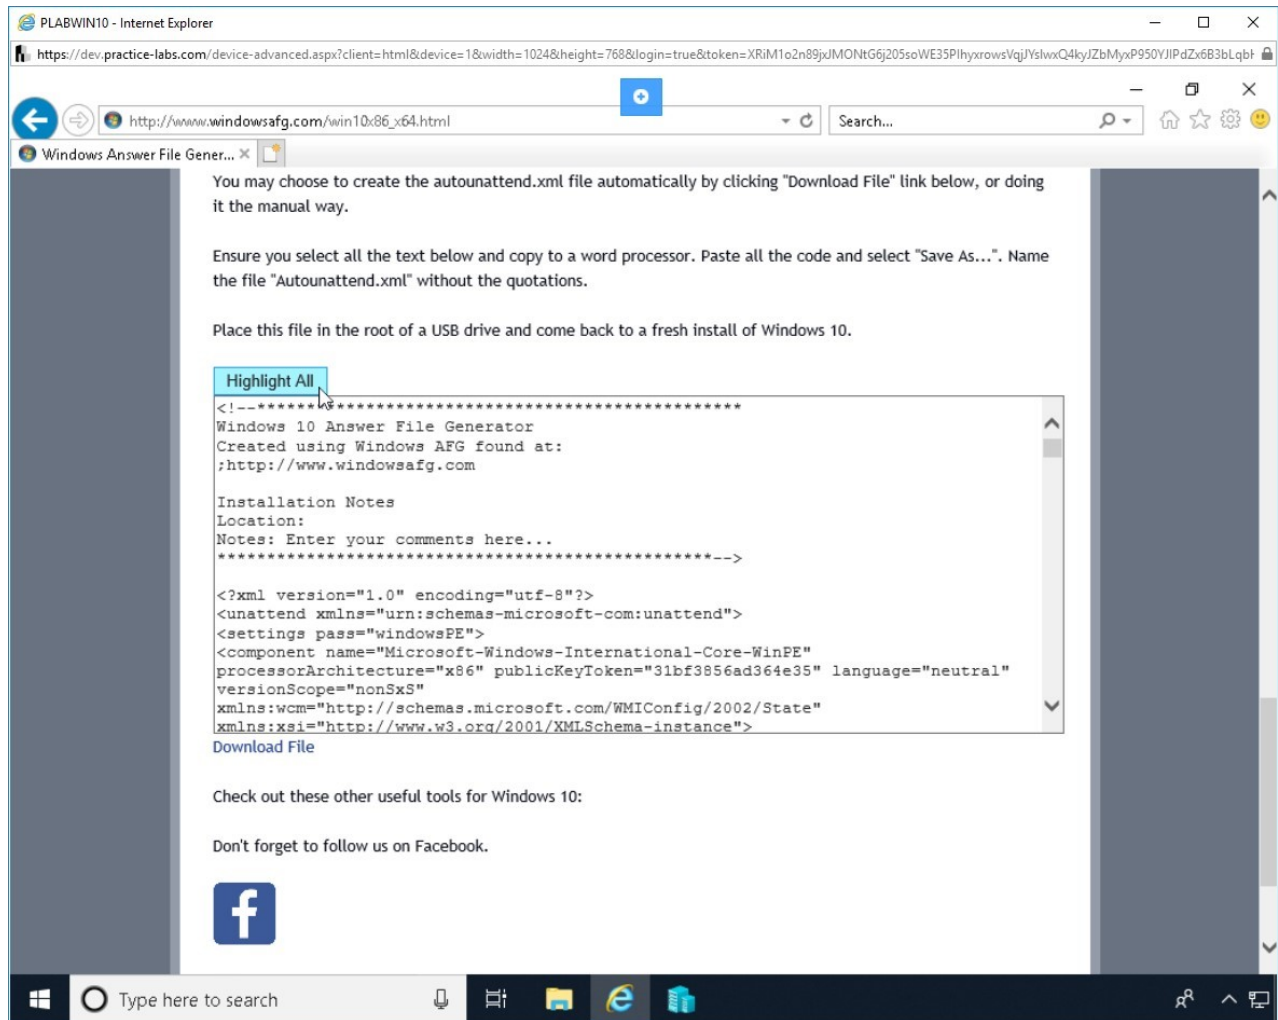 PLABWIN10 - Internet Explorer
https://dev.practice-labs.com/device-advanced.aspx?client=html&device=1&width=1024&height=768&login=true&token=
http://www.windowsafg.com/win10x86_x64.html
Search...
Windows Answer File Gener...
You may choose to create the autounattend.xml file automatically by clicking "Download File" link below, or doing
it the manual way.
Ensure you select all the text below and copy to a word processor. Paste all the code and select "Save As...". Name
the file "Autounattend.xml" without the quotations.
Place this file in the root of a USB drive and come back to a fresh install of Windows 10.
Highlight All
<!--*************************************************
Windows 10 Answer File Generator
Created using Windows AFG found at:
;http://www.windowsafg.com
Installation Notes
Location:
Notes: Enter your comments here...
**************************************************-->
<?xml version="1.0" encoding="utf-8"?>
<unattend xmlns="urn:schemas-microsoft-com:unattend">
<settings pass="windowsPE">
<component name="Microsoft-Windows-International-Core-WinPE"
processorArchitecture="x86" publicKeyToken="31bf3856ad364e35" language="neutral"
versionScope="nonSxS"
xmlns:wcm="http://schemas.microsoft.com/WMIConfig/2002/State"
xmlns:xsi="http://www.w3.org/2001/XMLSchema-instance">
Download File
Check out these other useful tools for Windows 10:
Don't forget to follow us on Facebook.
f
Type here to search